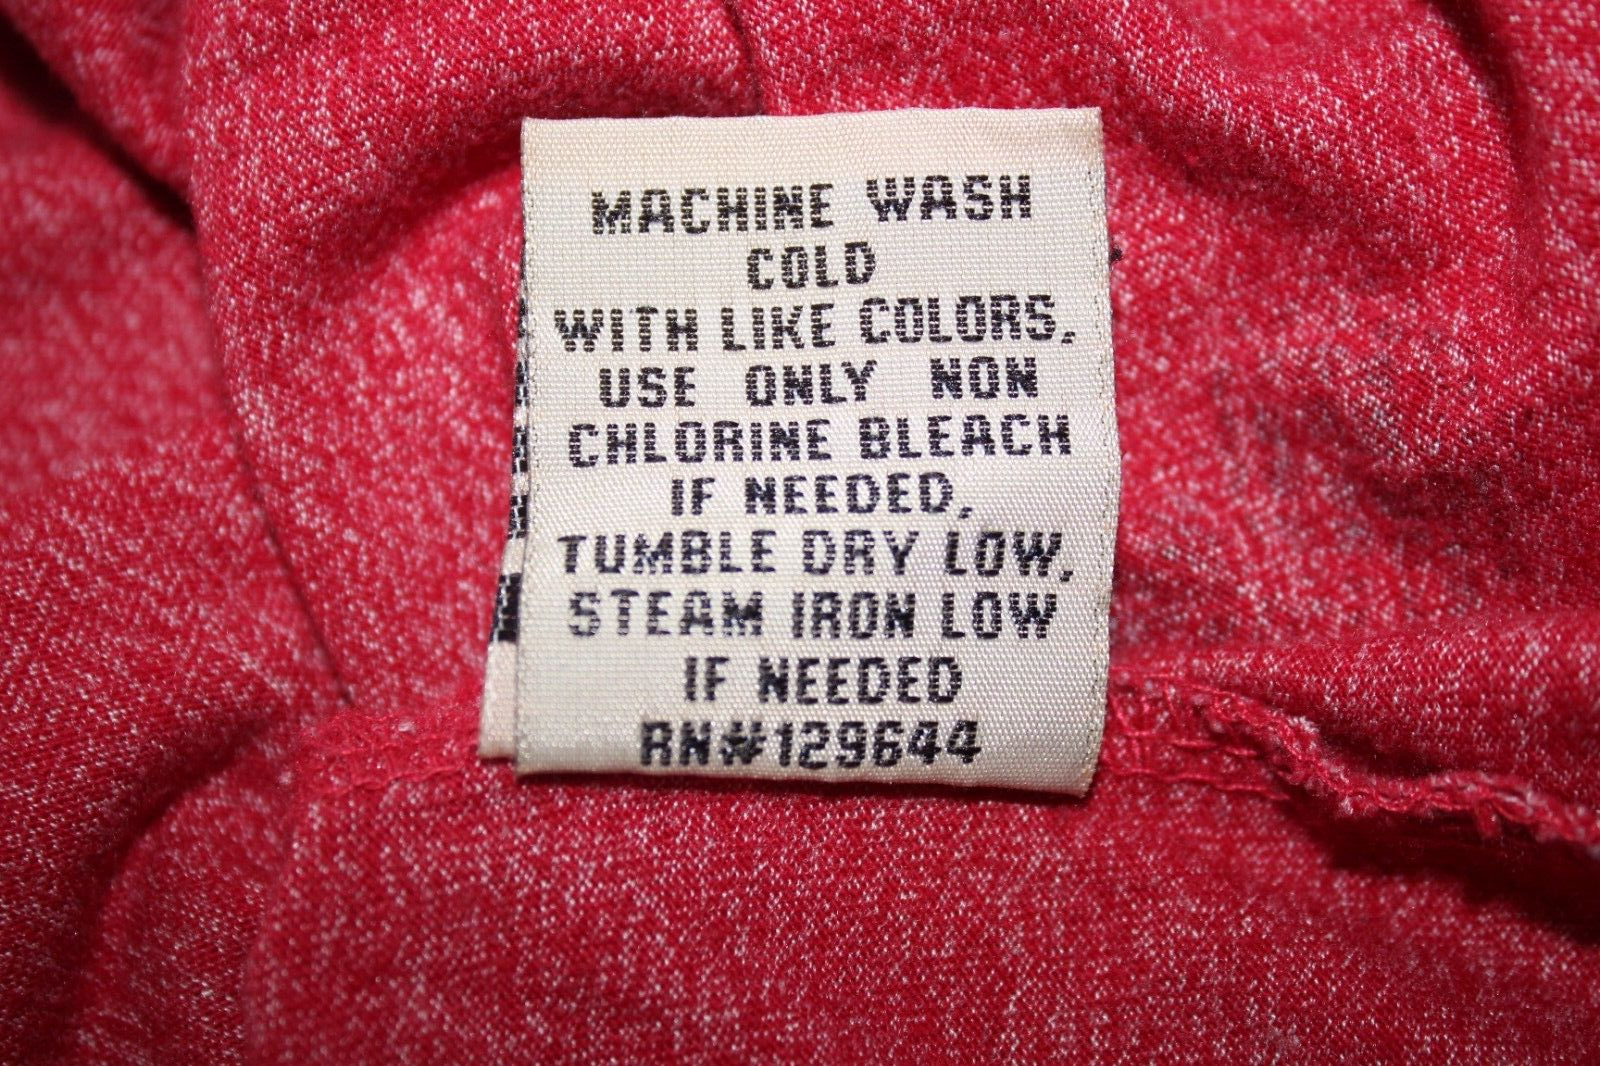 MACHINE WASH
COLD
WITH LIKE COLORS,
USE ONLY NON
CHLORINE BLEACH
IF NEEDED,
TUMBLE DRY LOW,
STEAM IRON LOW
IF NEEDED
RN#129644